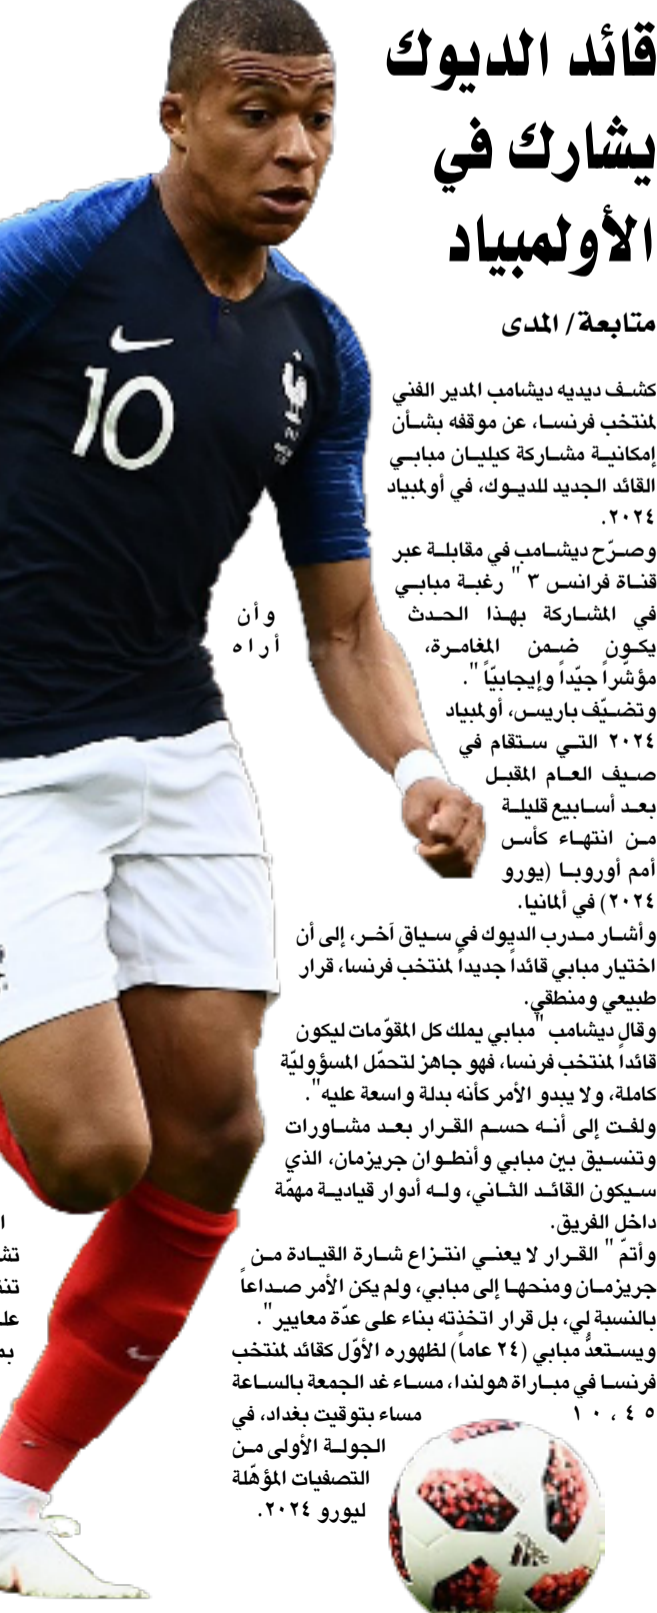 قائد الديوك
يشارك في
الأولمبياد
متابعة/ المدى
كشف ديديه ديشامب المدير الفني
لمنتخب فرنسا، عن موقفه بشأن
إمكانية مشاركة كيليان مبابي
القائد الجديد للديوك، في أولمبياد
٢٠٢٤.
وصرّح ديشامب في مقابلة عبر
قناة فرانس ٣ " رغبة مبابي
في المشاركة بهذا الحدث وأن
يكون ضمن المغامرة، أراه
مؤشّراً جيّداً وإيجابيّاً ".
وتضيّف باريس، أولمبياد
٢٠٢٤ التي ستقام في
صيف العام المقبل
بعد أسابيع قليلة
من انتهاء كأس
أمم أوروبا (يورو
٢٠٢٤) في ألمانيا.
وأشار مدرب الديوك في سياق آخر، إلى أن
اختيار مبابي قائداً جديداً لمنتخب فرنسا، قرار
طبيعي ومنطقي.
وقال ديشامب "مبابي يملك كل المقوّمات ليكون
قائداً لمنتخب فرنسا، فهو جاهز لتحمّل المسؤوليّة
كاملة، ولا يبدو الأمر كأنه بدلة واسعة عليه".
ولفت إلى أنه حسم القرار بعد مشاورات
وتنسيق بين مبابي وأنطوان جريزمان، الذي
سيكون القائد الثاني، وله أدوار قيادية مهمّة
داخل الفريق.
وأتمّ " القرار لا يعني انتزاع شارة القيادة من
جريزمان ومنحها إلى مبابي، ولم يكن الأمر صداعاً
بالنسبة لي، بل قرار اتخذته بناء على عدّة معايير".
ويستعدُّ مبابي (٢٤ عاماً) لظهوره الأوّل كقائد لمنتخب
فرنسا في مباراة هولندا، مساء غد الجمعة بالساعة
١٠،٤٥ مساء بتوقيت بغداد، في
الجولة الأولى من
التصفيات المؤهّلة
ليورو ٢٠٢٤.
10